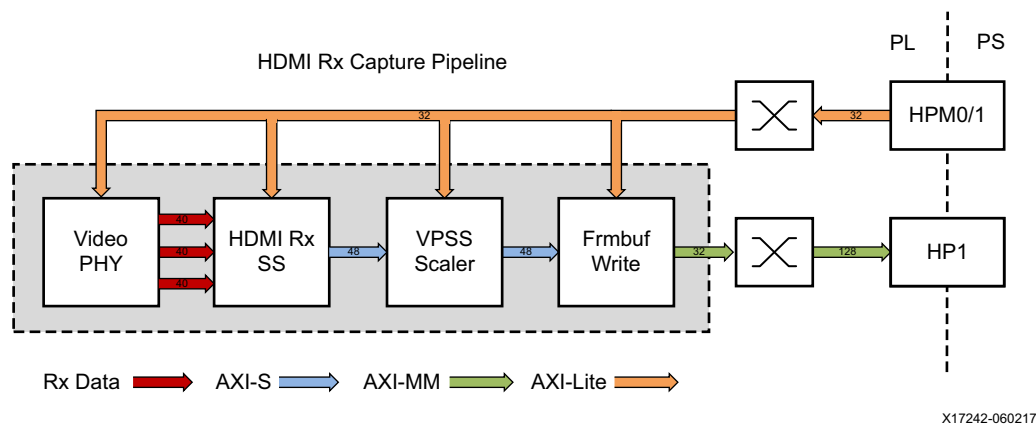 PL
PS
HDMI Rx Capture Pipeline
32
32
HPM0/1
Video
PHY
40
40
40
HDMI Rx
SS
48
VPSS
Scaler
48
Frmbuf
Write
32
128
HP1
Rx Data
AXI-S
AXI-MM
AXI-Lite
X17242-060217